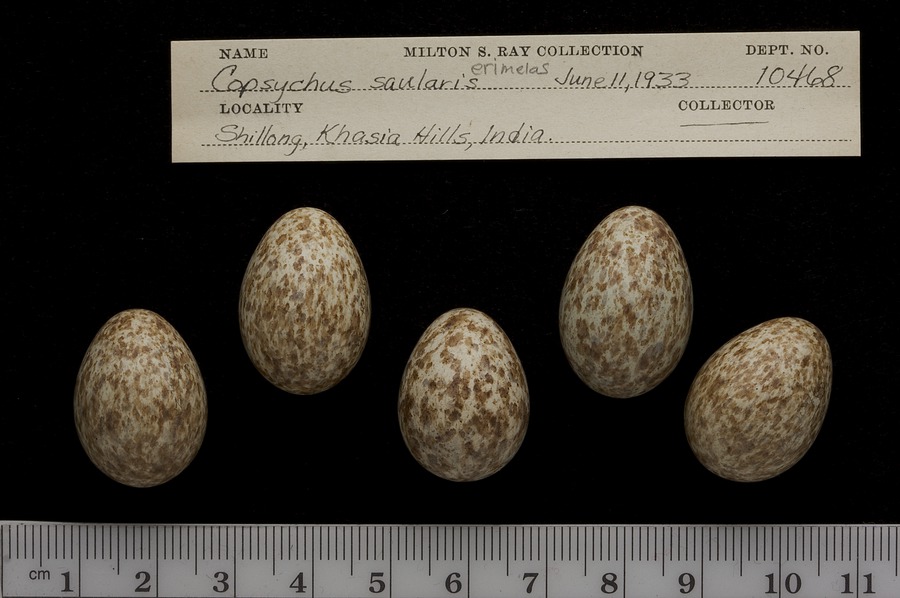 NAME MILTON S. RAY COLLECTION DEPT. NO.
Copsychus saularis erimelas June 11, 1933 10468
LOCALITY COLLECTOR
Shillong, Khasia Hills, India.
cm 1 2 3 4 5 6 7 8 9 10 11